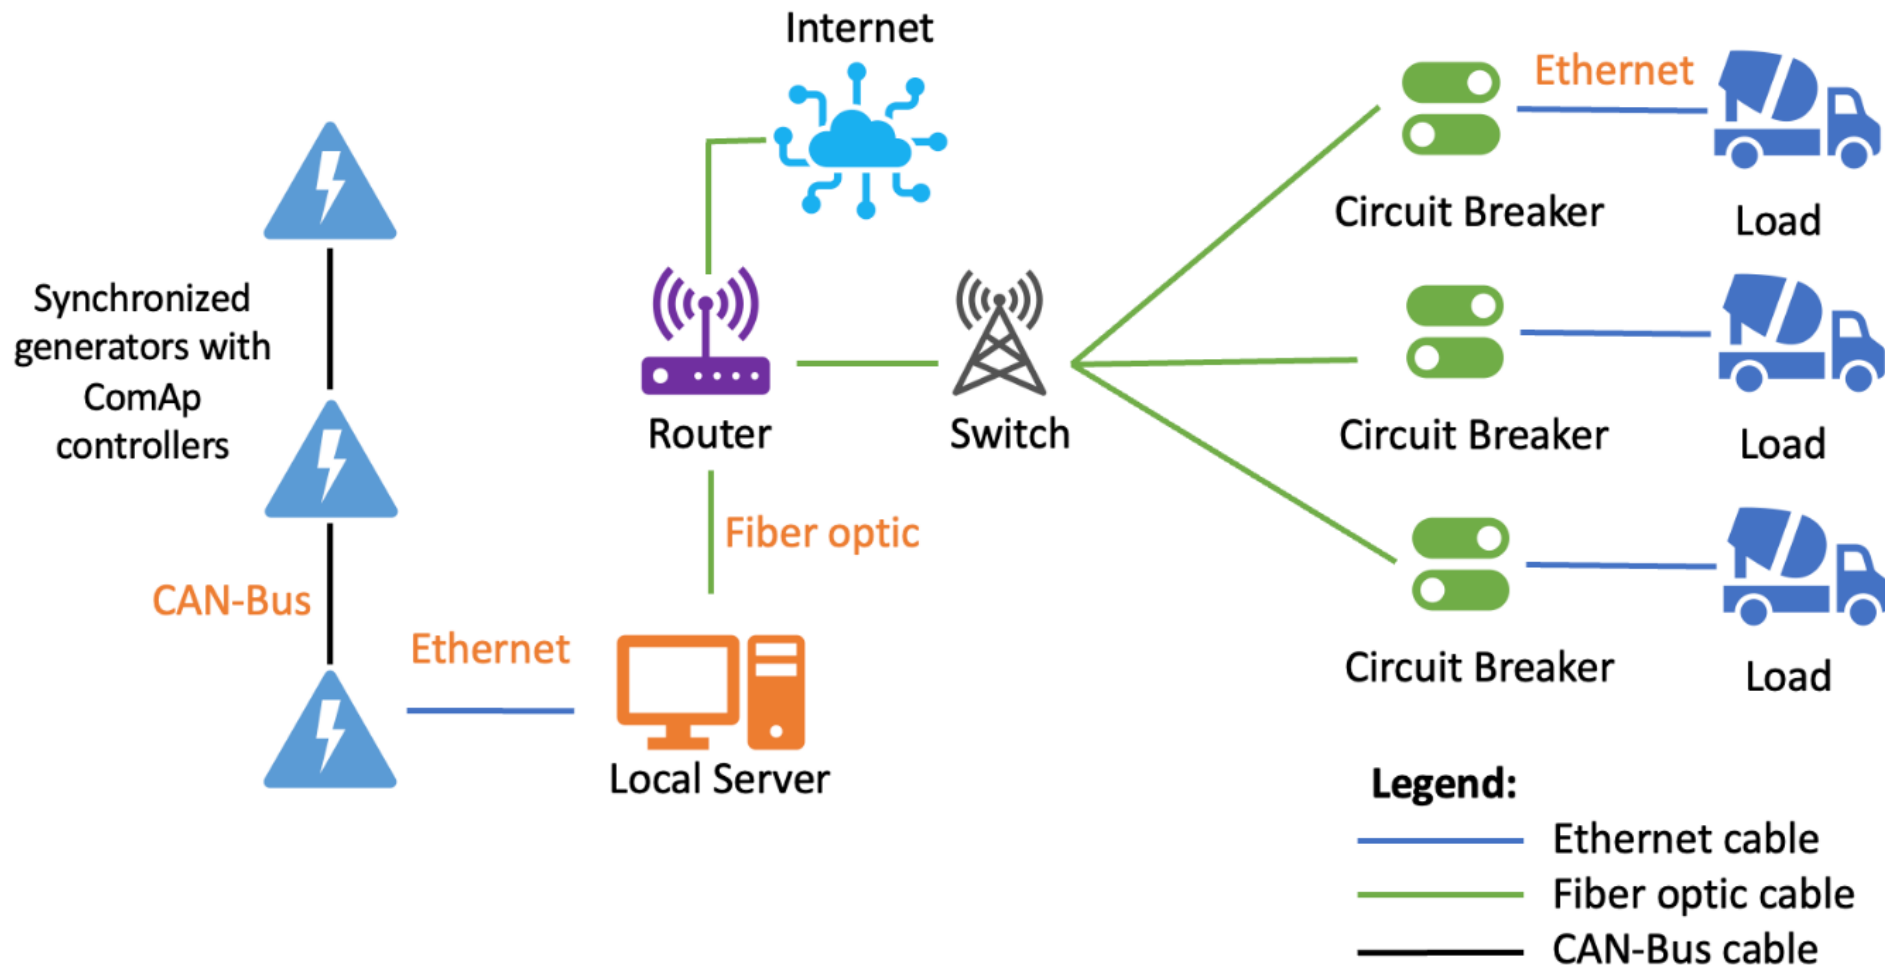 Internet
Ethernet
Circuit Breaker
Load
Synchronized
generators with
ComAp
controllers
Router
Switch
Circuit Breaker
Load
Fiber optic
CAN-Bus
Ethernet
Local Server
Circuit Breaker
Load
Legend:
Ethernet cable
Fiber optic cable
CAN-Bus cable